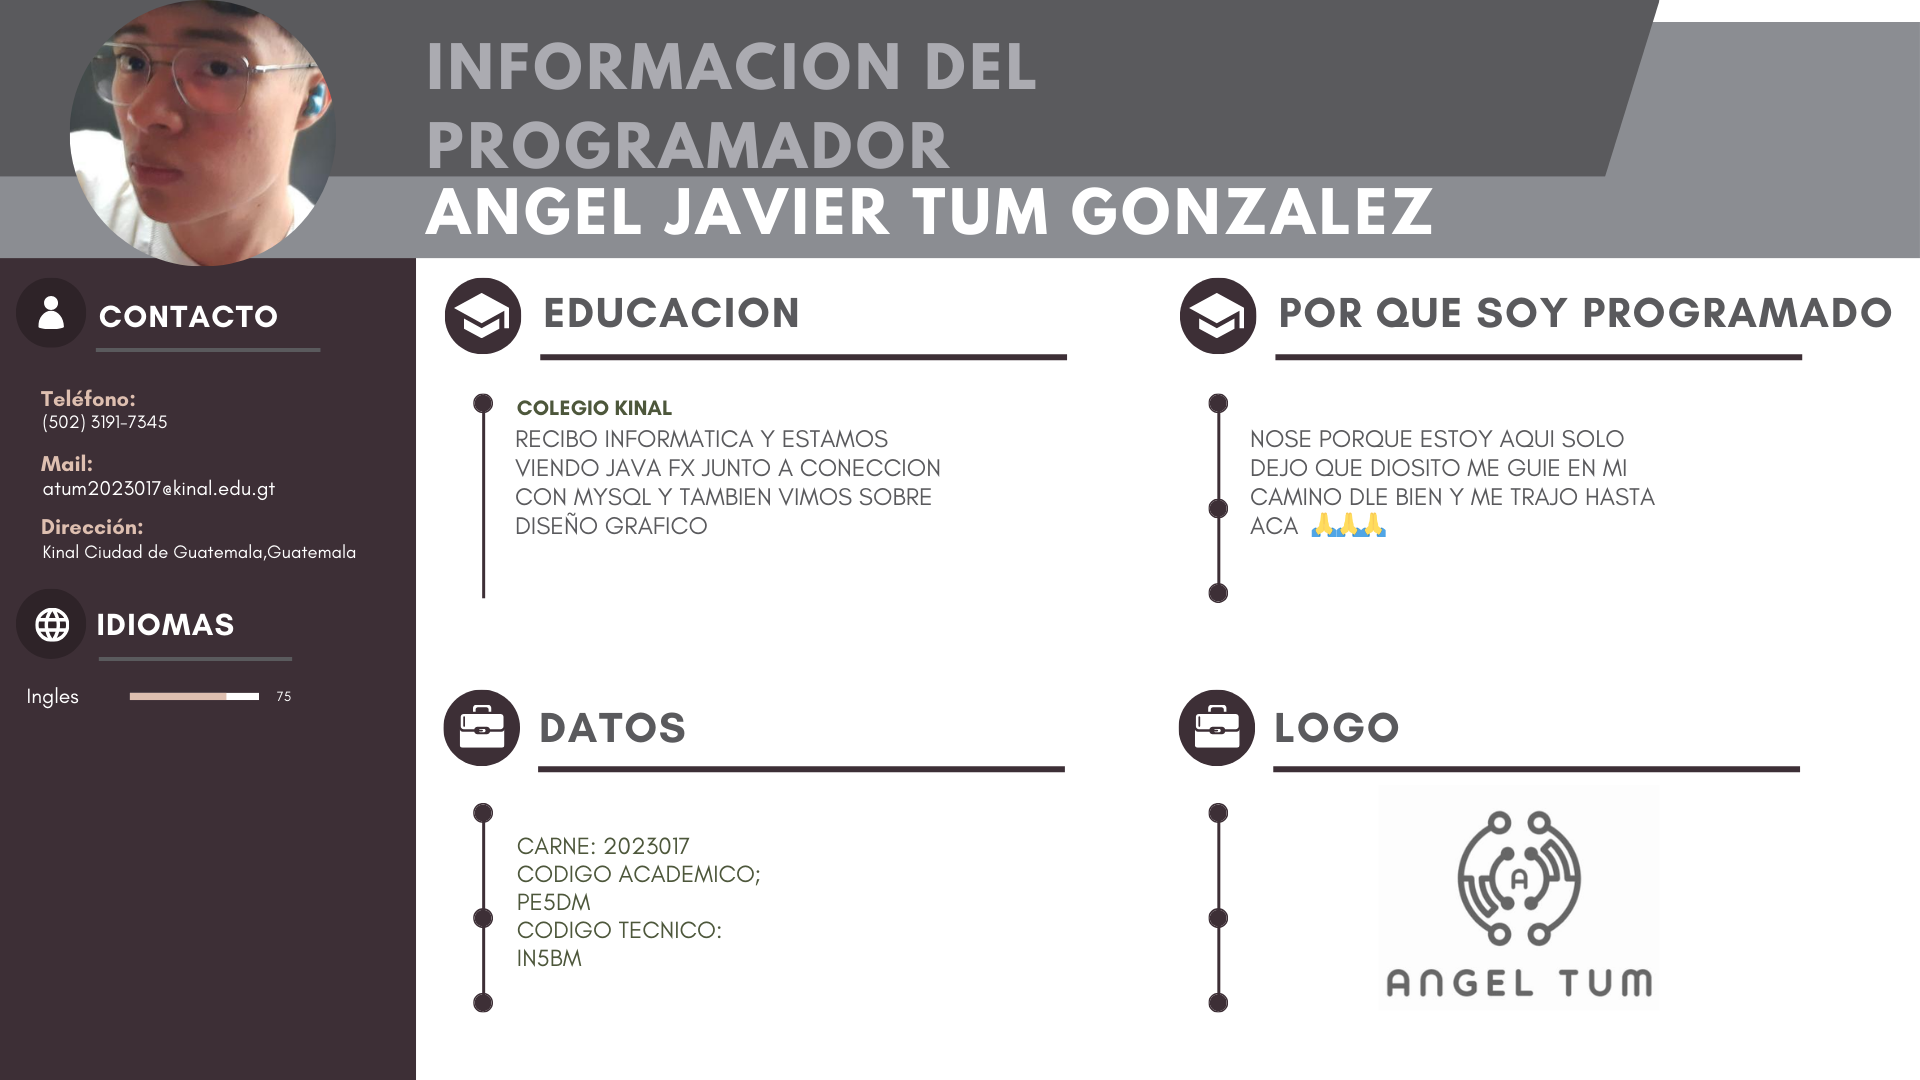 INFORMACION DEL
PROGRAMADOR
ANGEL JAVIER TUM GONZALEZ
CONTACTO
Teléfono:
(502) 3191-7345
Mail:
atum2023017@kinal.edu.gt
Dirección:
Kinal Ciudad de Guatemala,Guatemala
IDIOMAS
Ingles 75
EDUCACION
COLEGIO KINAL
RECIBO INFORMATICA Y ESTAMOS
VIENDO JAVA FX JUNTO A CONECCION
CON MYSQL Y TAMBIEN VIMOS SOBRE
DISEÑO GRAFICO
POR QUE SOY PROGRAMADO
NOSE PORQUE ESTOY AQUI SOLO
DEJO QUE DIOSITO ME GUIE EN MI
CAMINO DLE BIEN Y ME TRAJO HASTA
ACA 🙏🙏🙏
DATOS
CARNE: 2023017
CODIGO ACADEMICO;
PE5DM
CODIGO TECNICO:
IN5BM
LOGO
A
ANGEL TUM